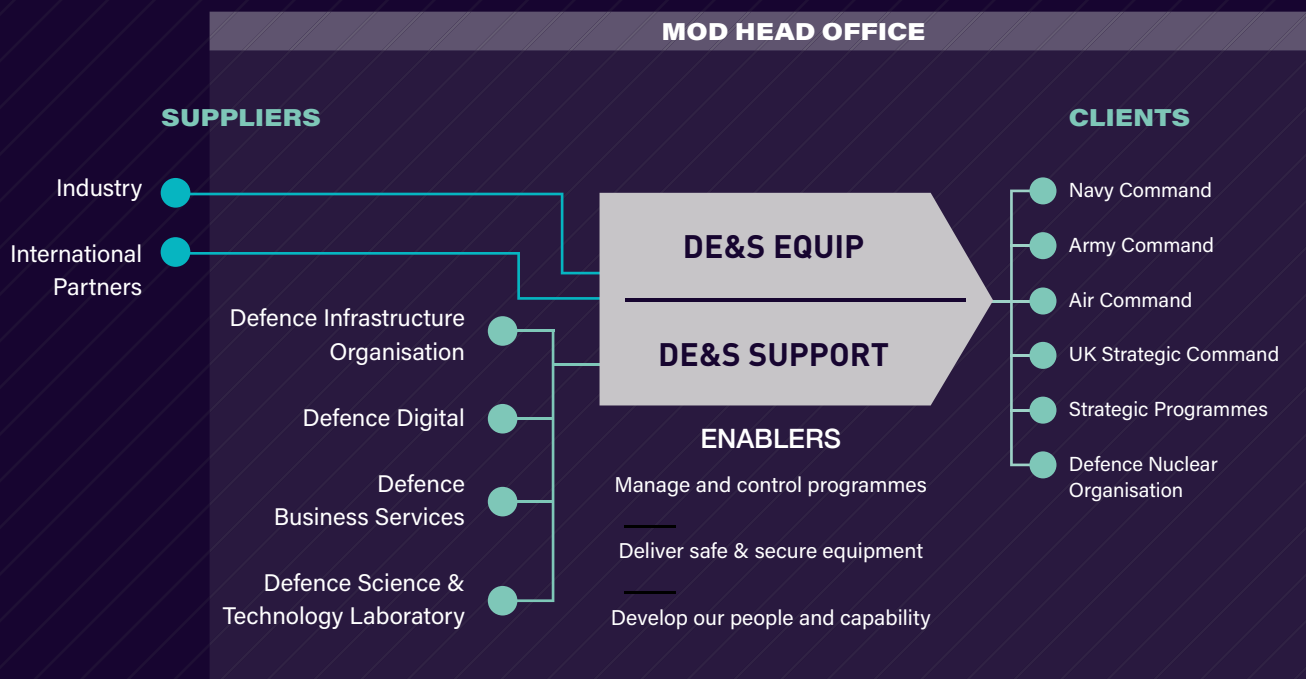 MOD HEAD OFFICE
SUPPLIERS
Industry
International
Partners
Defence Infrastructure
Organisation
Defence Digital
Defence
Business Services
Defence Science &
Technology Laboratory
DE&S EQUIP
DE&S SUPPORT
ENABLERS
Manage and control programmes
Deliver safe & secure equipment
Develop our people and capability
CLIENTS
Navy Command
Army Command
Air Command
UK Strategic Command
Strategic Programmes
Defence Nuclear
Organisation